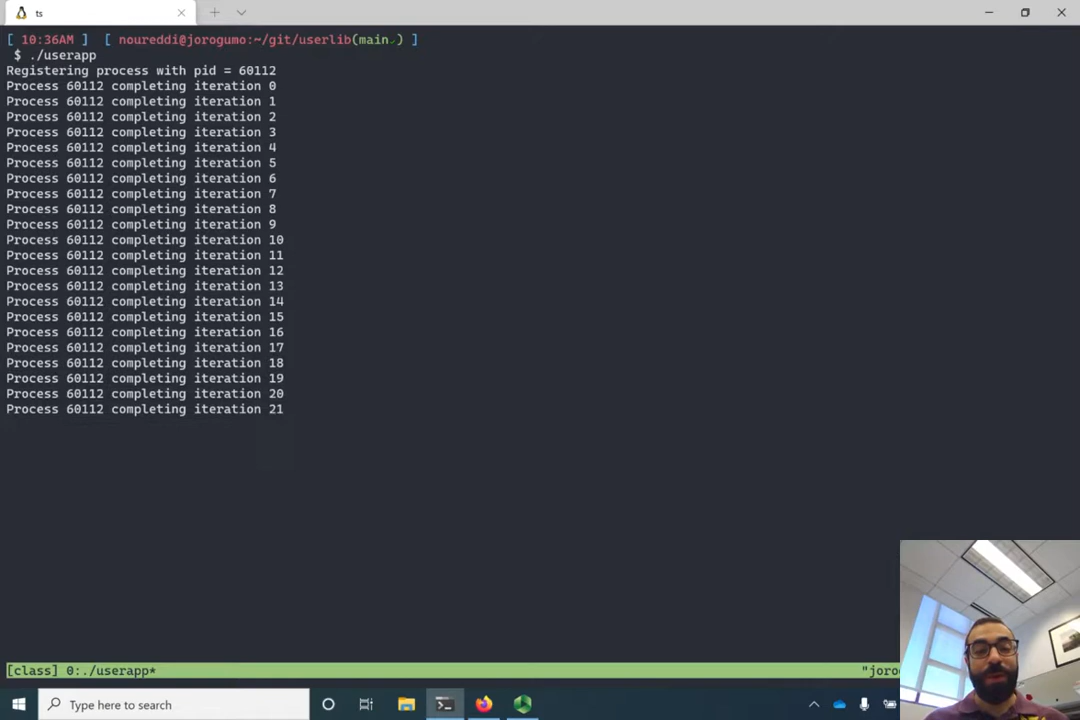 ts
[ 10:36AM ] [ noureddi@jorogumo:~/git/userlib(main✓) ]
$ ./userapp
Registering process with pid = 60112
Process 60112 completing iteration 0
Process 60112 completing iteration 1
Process 60112 completing iteration 2
Process 60112 completing iteration 3
Process 60112 completing iteration 4
Process 60112 completing iteration 5
Process 60112 completing iteration 6
Process 60112 completing iteration 7
Process 60112 completing iteration 8
Process 60112 completing iteration 9
Process 60112 completing iteration 10
Process 60112 completing iteration 11
Process 60112 completing iteration 12
Process 60112 completing iteration 13
Process 60112 completing iteration 14
Process 60112 completing iteration 15
Process 60112 completing iteration 16
Process 60112 completing iteration 17
Process 60112 completing iteration 18
Process 60112 completing iteration 19
Process 60112 completing iteration 20
Process 60112 completing iteration 21
[class] 0:./userapp* "joro
Type here to search